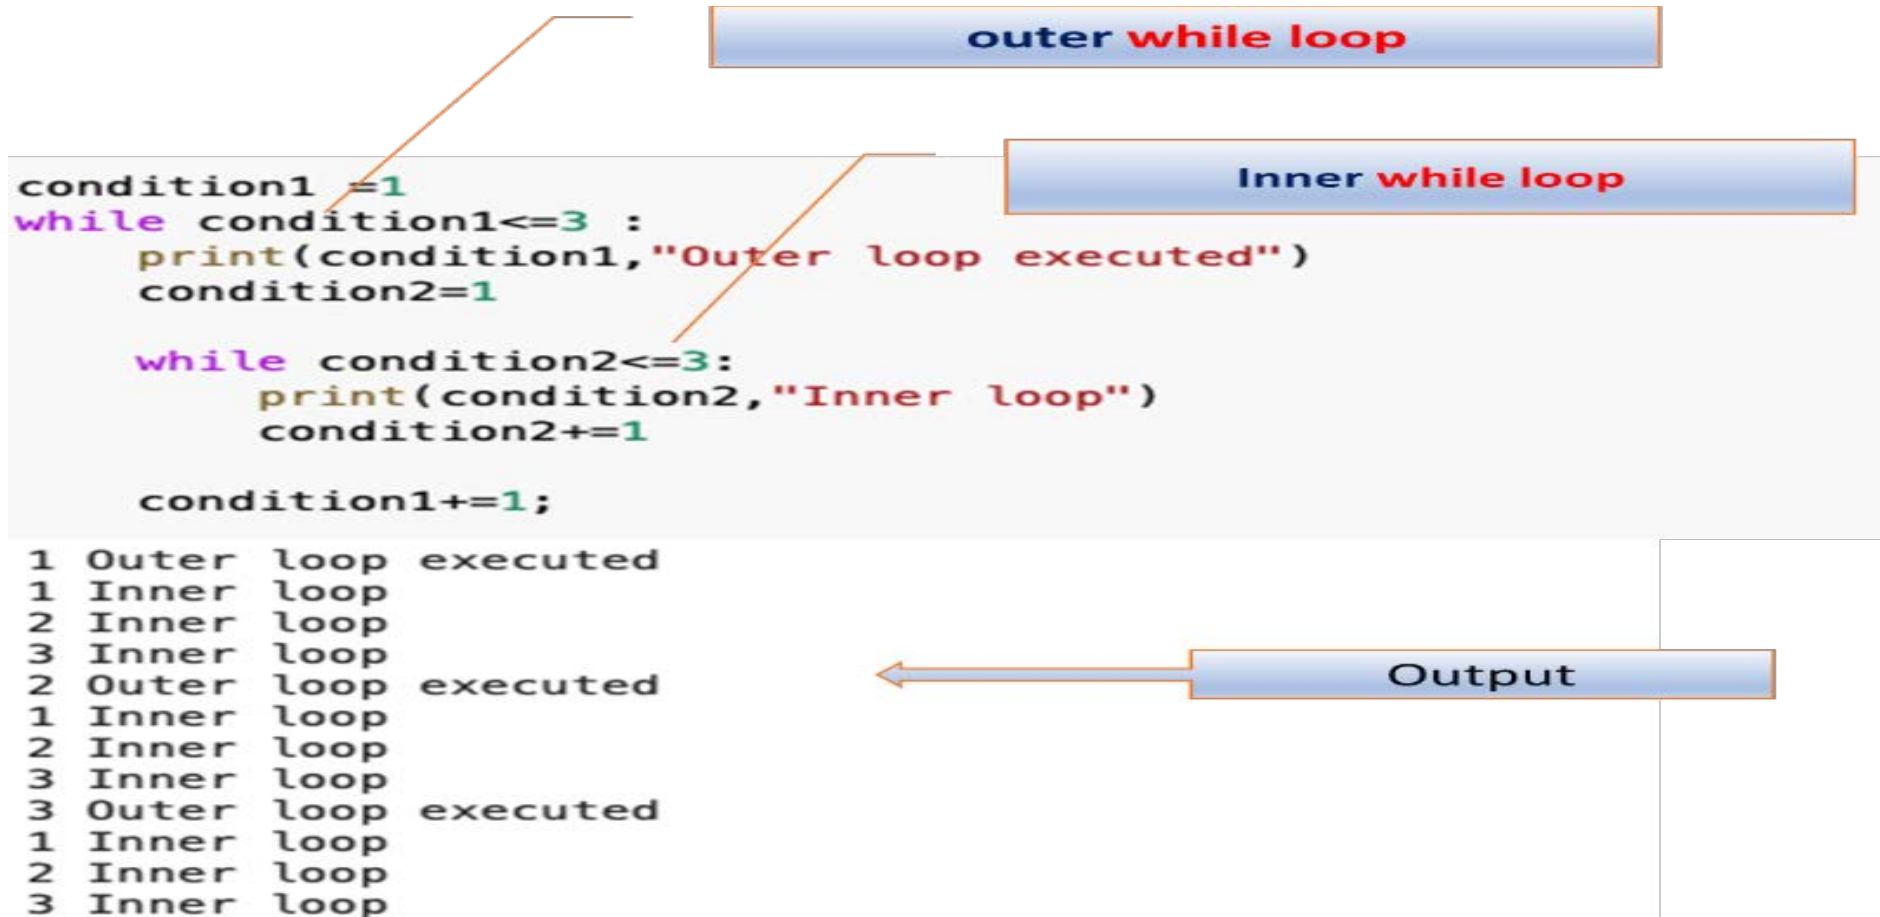 outer while loop
Inner while loop
condition1 =1
while condition1<=3 :
    print(condition1,"Outer loop executed")
    condition2=1
    while condition2<=3:
        print(condition2,"Inner loop")
        condition2+=1
    condition1+=1;
1 Outer loop executed
1 Inner loop
2 Inner loop
3 Inner loop
2 Outer loop executed
1 Inner loop
2 Inner loop
3 Inner loop
3 Outer loop executed
1 Inner loop
2 Inner loop
3 Inner loop
Output